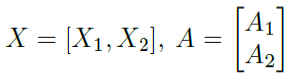 X = [X₁, X₂], A = [A₁
A₂]